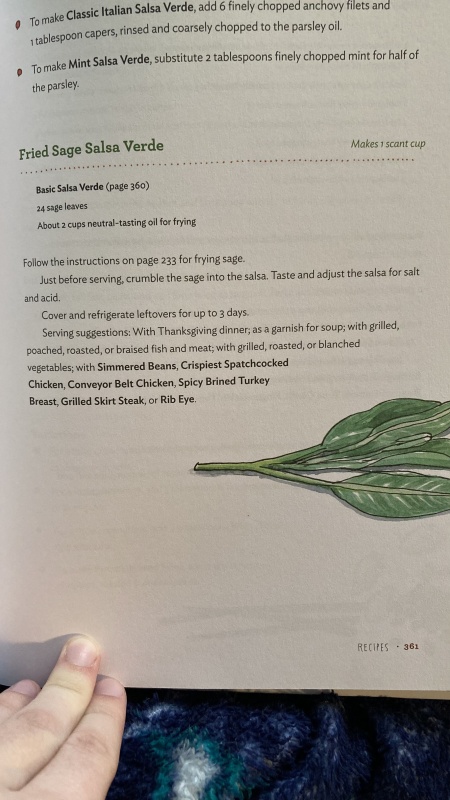 To make Classic Italian Salsa Verde, add 6 finely chopped anchovy filets and
1 tablespoon capers, rinsed and coarsely chopped to the parsley oil.
To make Mint Salsa Verde, substitute 2 tablespoons finely chopped mint for half of
the parsley.
Fried Sage Salsa Verde
Makes 1 scant cup
Basic Salsa Verde (page 360)
24 sage leaves
About 2 cups neutral-tasting oil for frying
Follow the instructions on page 233 for frying sage.
Just before serving, crumble the sage into the salsa. Taste and adjust the salsa for salt
and acid.
Cover and refrigerate leftovers for up to 3 days.
Serving suggestions: With Thanksgiving dinner; as a garnish for soup; with grilled,
poached, roasted, or braised fish and meat; with grilled, roasted, or blanched
vegetables; with Simmered Beans, Crispiest Spatchcocked
Chicken, Conveyor Belt Chicken, Spicy Brined Turkey
Breast, Grilled Skirt Steak, or Rib Eye.
RECIPES · 361